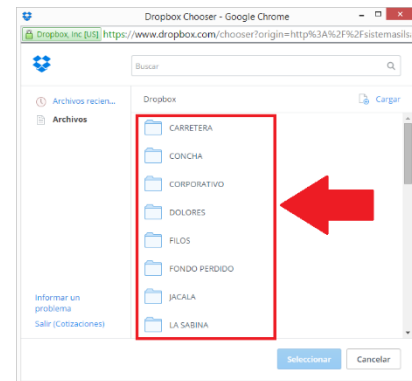 Dropbox Chooser - Google Chrome
Dropbox, Inc [US] https://www.dropbox.com/chooser?origin=http%3A%2F%2Fsistemasilsa
Buscar
Archivos recien...
Dropbox
Cargar
Archivos
CARRETERA
CONCHA
CORPORATIVO
DOLORES
FILOS
FONDO PERDIDO
JACALA
LA SABINA
Informar un
problema
Salir (Cotizaciones)
Seleccionar
Cancelar